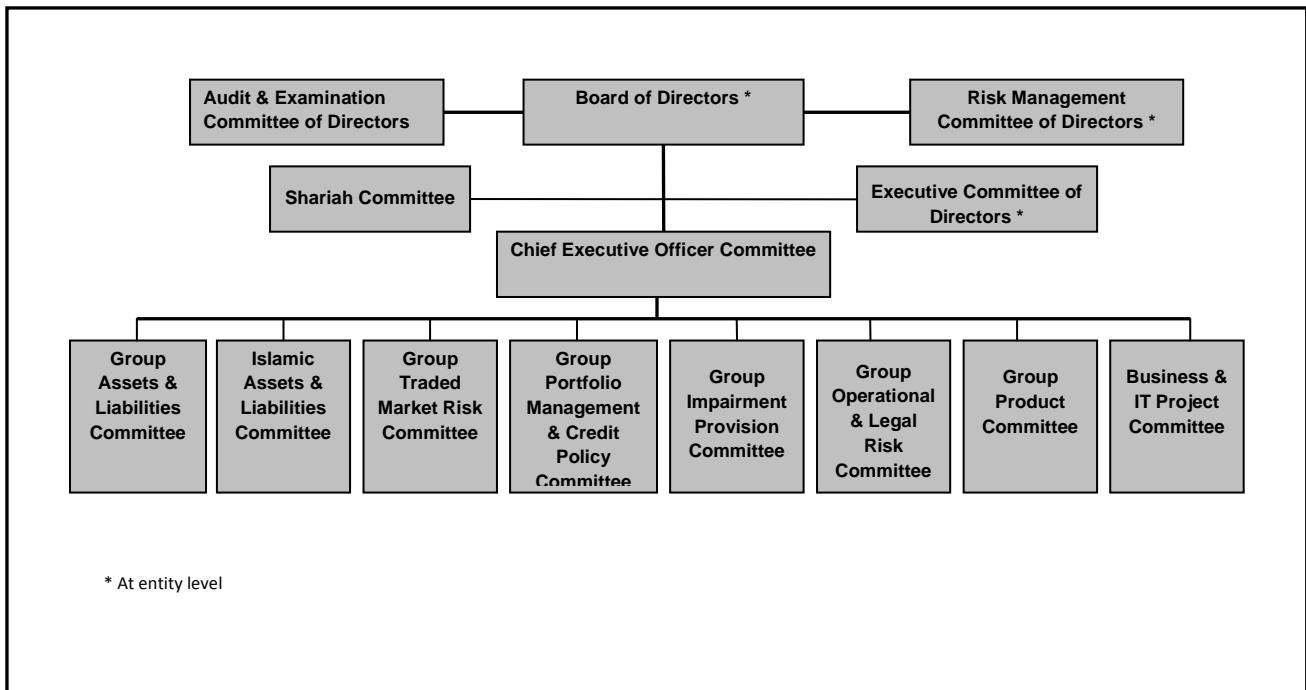 Audit & Examination
Committee of Directors
Board of Directors *
Risk Management
Committee of Directors *
Shariah Committee
Executive Committee of
Directors *
Chief Executive Officer Committee
Group
Assets &
Liabilities
Committee
Islamic
Assets &
Liabilities
Committee
Group
Traded
Market Risk
Committee
Group
Portfolio
Management
& Credit
Policy
Committee
Group
Impairment
Provision
Committee
Group
Operational
& Legal
Risk
Committee
Group
Product
Committee
Business &
IT Project
Committee
* At entity level